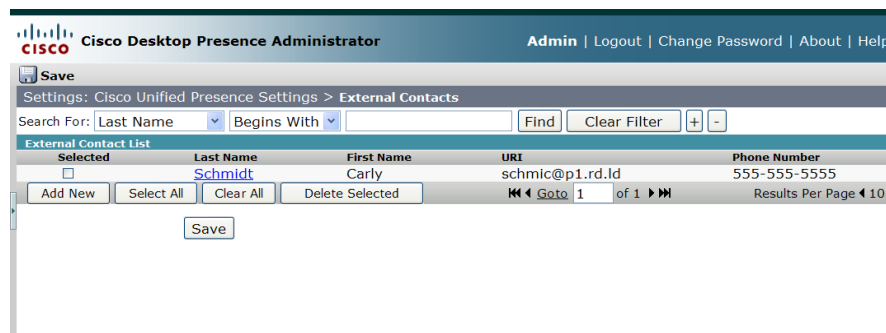 CISCO Cisco Desktop Presence Administrator Admin | Logout | Change Password | About | Help
Save
Settings: Cisco Unified Presence Settings > External Contacts
Search For: Last Name Begins With Find Clear Filter + -
External Contact List
Selected Last Name First Name URI Phone Number
Schmidt Carly schmic@p1.rd.ld 555-555-5555
Add New Select All Clear All Delete Selected Goto 1 of 1 Results Per Page 10
Save